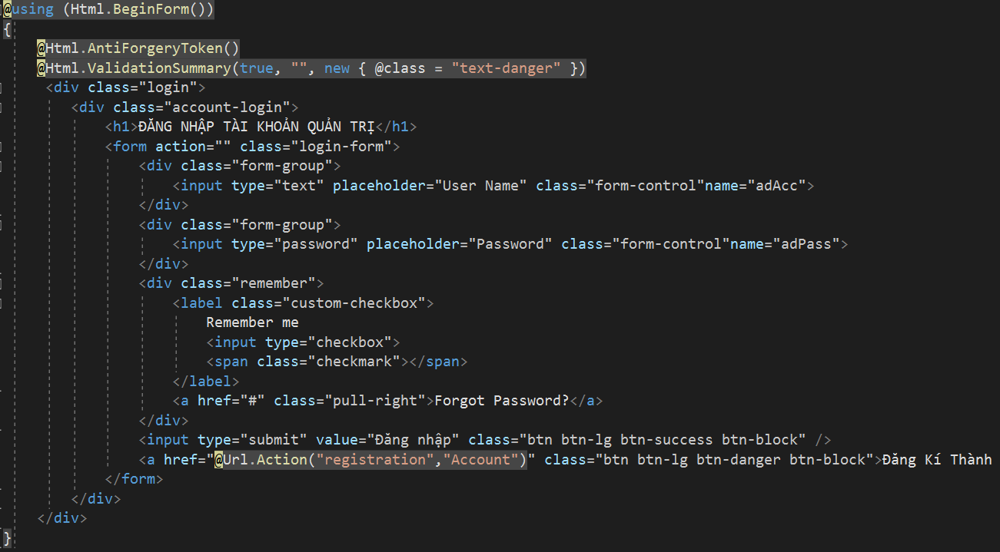 @using (Html.BeginForm())
{
@Html.AntiForgeryToken()
@Html.ValidationSummary(true, "", new { @class = "text-danger" })
<div class="login">
<div class="account-login">
<h1>ĐĂNG NHẬP TÀI KHOẢN QUẢN TRỊ</h1>
<form action="" class="login-form">
<div class="form-group">
<input type="text" placeholder="User Name" class="form-control"name="adAcc">
</div>
<div class="form-group">
<input type="password" placeholder="Password" class="form-control"name="adPass">
</div>
<div class="remember">
<label class="custom-checkbox">
Remember me
<input type="checkbox">
<span class="checkmark"></span>
</label>
<a href="#" class="pull-right">Forgot Password?</a>
</div>
<input type="submit" value="Đăng nhập" class="btn btn-lg btn-success btn-block" />
<a href="@Url.Action("registration","Account")" class="btn btn-lg btn-danger btn-block">Đăng Kí Thành
</form>
</div>
</div>
}